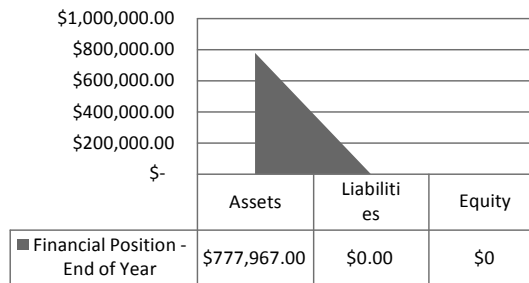 $1,000,000.00
$800,000.00
$600,000.00
$400,000.00
$200,000.00
$-
Assets
Liabiliti
es
Equity
Financial Position -
End of Year
$777,967.00
$0.00
$0